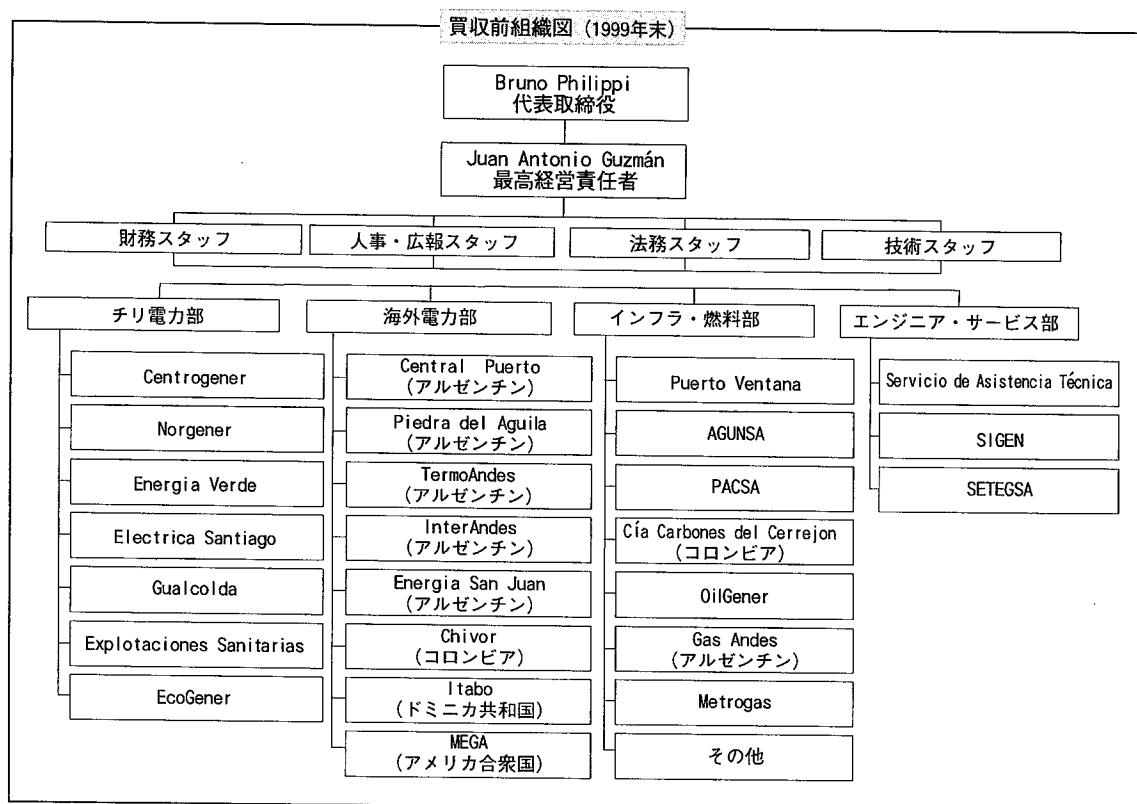 買収前組織図 (1999年末)
Bruno Philippi
代表取締役
Juan Antonio Guzmán
最高経営責任者
財務スタッフ
人事・広報スタッフ
法務スタッフ
技術スタッフ
チリ電力部
海外電力部
インフラ・燃料部
エンジニア・サービス部
Centrogener
Norgener
Energia Verde
Electrica Santiago
Gualcolda
Explotaciones Sanitarias
EcoGener
Central Puerto
(アルゼンチン)
Piedra del Aguila
(アルゼンチン)
TermoAndes
(アルゼンチン)
InterAndes
(アルゼンチン)
Energia San Juan
(アルゼンチン)
Chivor
(コロンビア)
Itabo
(ドミニカ共和国)
MEGA
(アメリカ合衆国)
Puerto Ventana
AGUNSA
PACSA
Cía Carbones del Cerrejon
(コロンビア)
OilGener
Gas Andes
(アルゼンチン)
Metrogas
その他
Servicio de Asistencia Técnica
SIGEN
SETEGSA